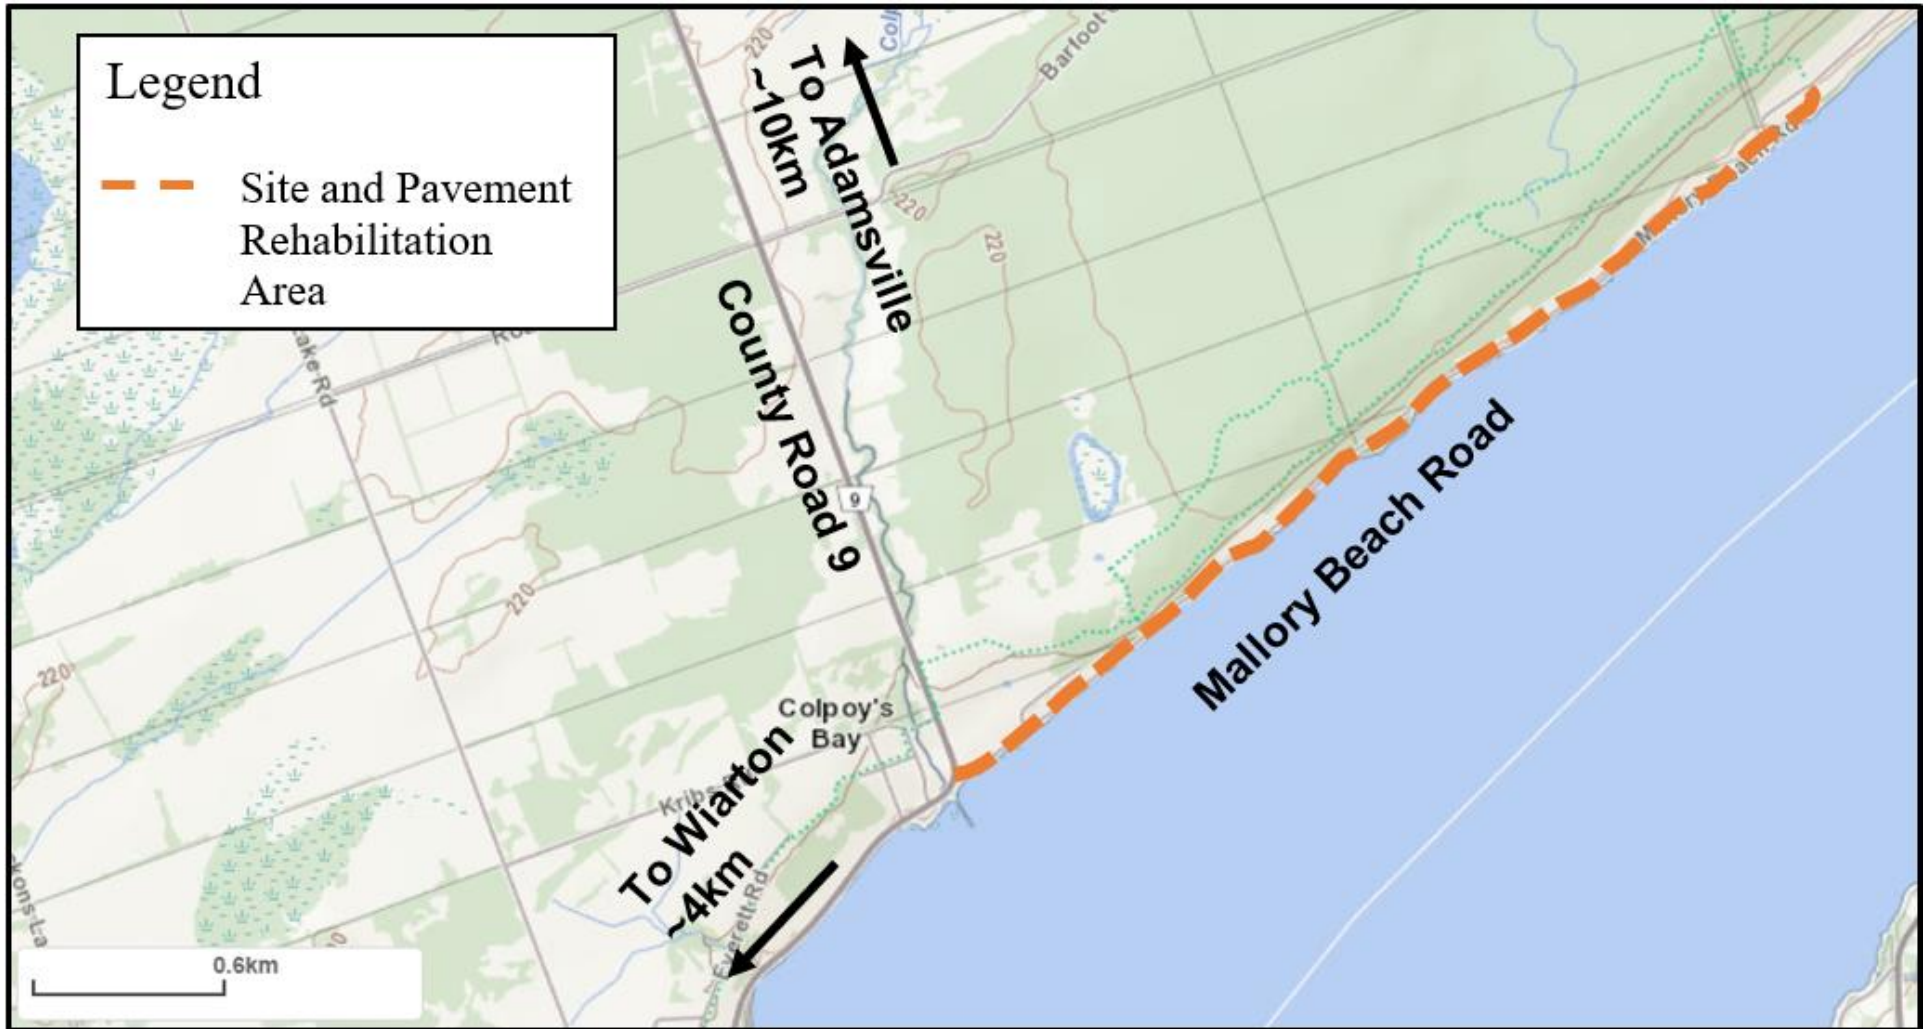 Legend
Site and Pavement
Rehabilitation
Area
220
To Adamsville
~10km
Barfoot
220
220
Lake Rd
County Road 9
9
220
220
Mallory Beach Road
Colpoy's
Bay
To Wiarton
~4km
Everett Rd
0.6km